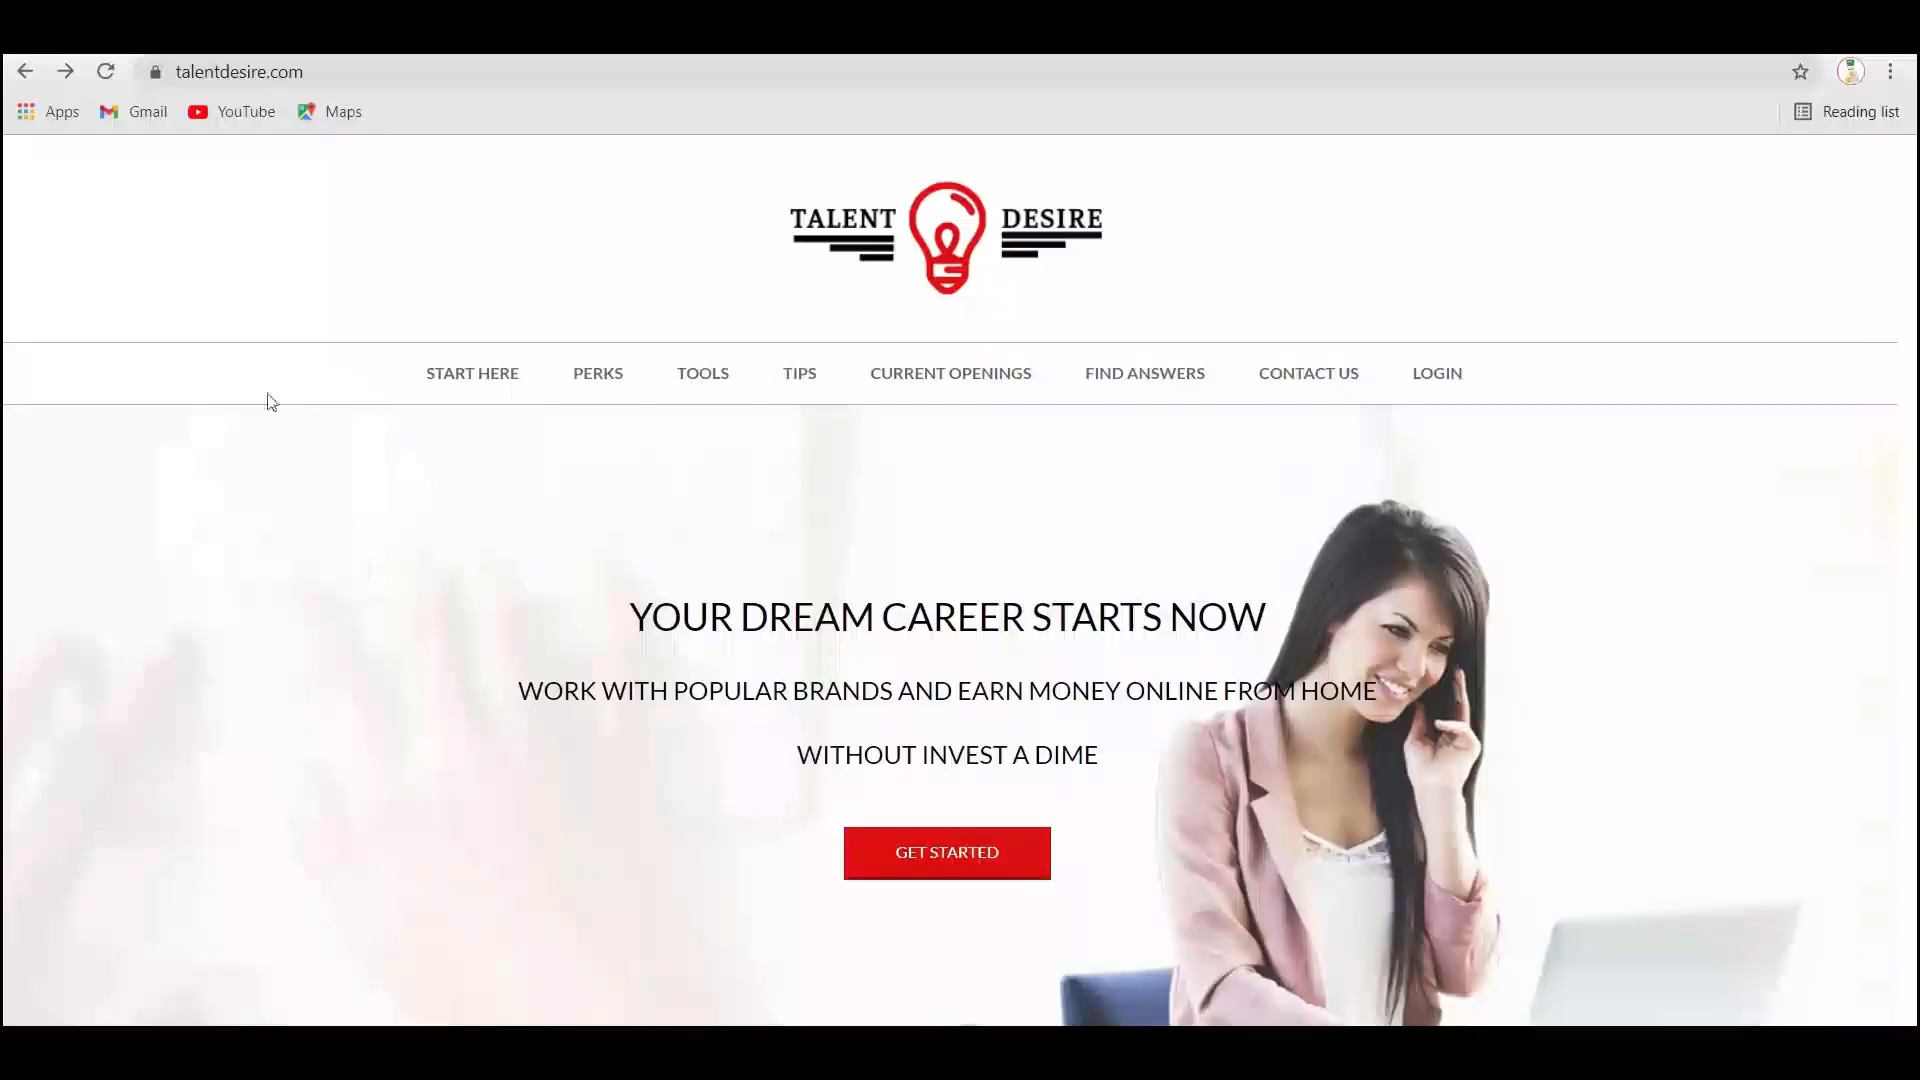 talentdesire.com
Apps Gmail YouTube Maps Reading list
TALENT DESIRE
START HERE PERKS TOOLS TIPS CURRENT OPENINGS FIND ANSWERS CONTACT US LOGIN
YOUR DREAM CAREER STARTS NOW
WORK WITH POPULAR BRANDS AND EARN MONEY ONLINE FROM HOME
WITHOUT INVEST A DIME
GET STARTED